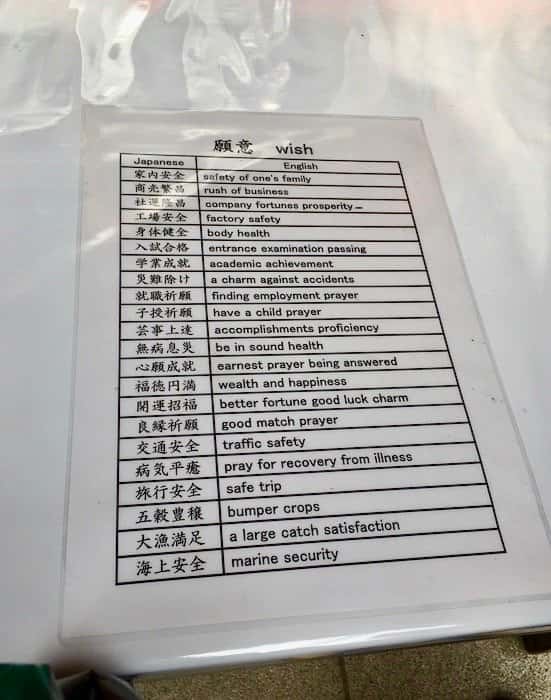 願意 wish
Japanese English
家内安全 safety of one's family
商売繁昌 rush of business
社運隆昌 company fortunes prosperity
工場安全 factory safety
身体健全 body health
入試合格 entrance examination passing
学業成就 academic achievement
災難除け a charm against accidents
就職祈願 finding employment prayer
子授祈願 have a child prayer
芸事上達 accomplishments proficiency
無病息災 be in sound health
心願成就 earnest prayer being answered
福徳円満 wealth and happiness
開運招福 better fortune good luck charm
良縁祈願 good match prayer
交通安全 traffic safety
病気平癒 pray for recovery from illness
旅行安全 safe trip
五穀豊穣 bumper crops
大漁満足 a large catch satisfaction
海上安全 marine security